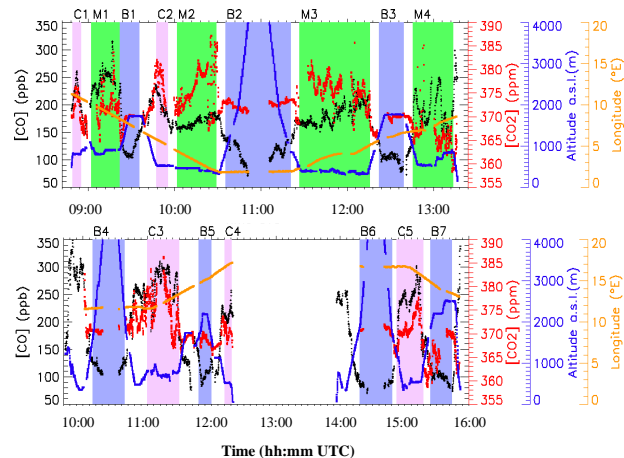 C1 M1 B1 C2 M2 B2 M3 B3 M4
350 300 250 200 150 100 50
[CO] (ppb)
390 385 380 375 370 365 360 355
[CO2] (ppm)
4000 3000 2000 1000 0
Altitude a.s.l.(m)
20 15 10 5 0
Longitude (°E)
09:00 10:00 11:00 12:00 13:00
B4 C3 B5 C4 B6 C5 B7
350 300 250 200 150 100 50
[CO] (ppb)
390 385 380 375 370 365 360 355
[CO2] (ppm)
4000 3000 2000 1000 0
Altitude a.s.l.(m)
20 15 10 5 0
Longitude (°E)
10:00 11:00 12:00 13:00 14:00 15:00 16:00
Time (hh:mm UTC)